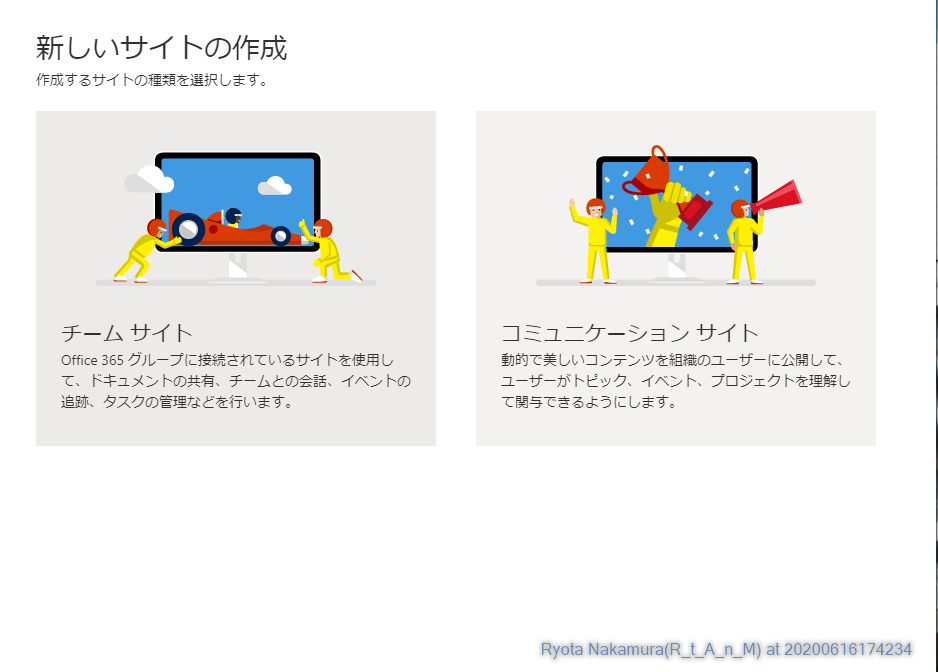 新しいサイトの作成
作成するサイトの種類を選択します。
チーム サイト
Office 365 グループに接続されているサイトを使用し
て、ドキュメントの共有、チームとの会話、イベントの
追跡、タスクの管理などを行います。
コミュニケーション サイト
動的で美しいコンテンツを組織のユーザーに公開して、
ユーザーがトピック、イベント、プロジェクトを理解し
て関与できるようにします。
Ryota Nakamura(R_t_A_n_M) at 20200616174234